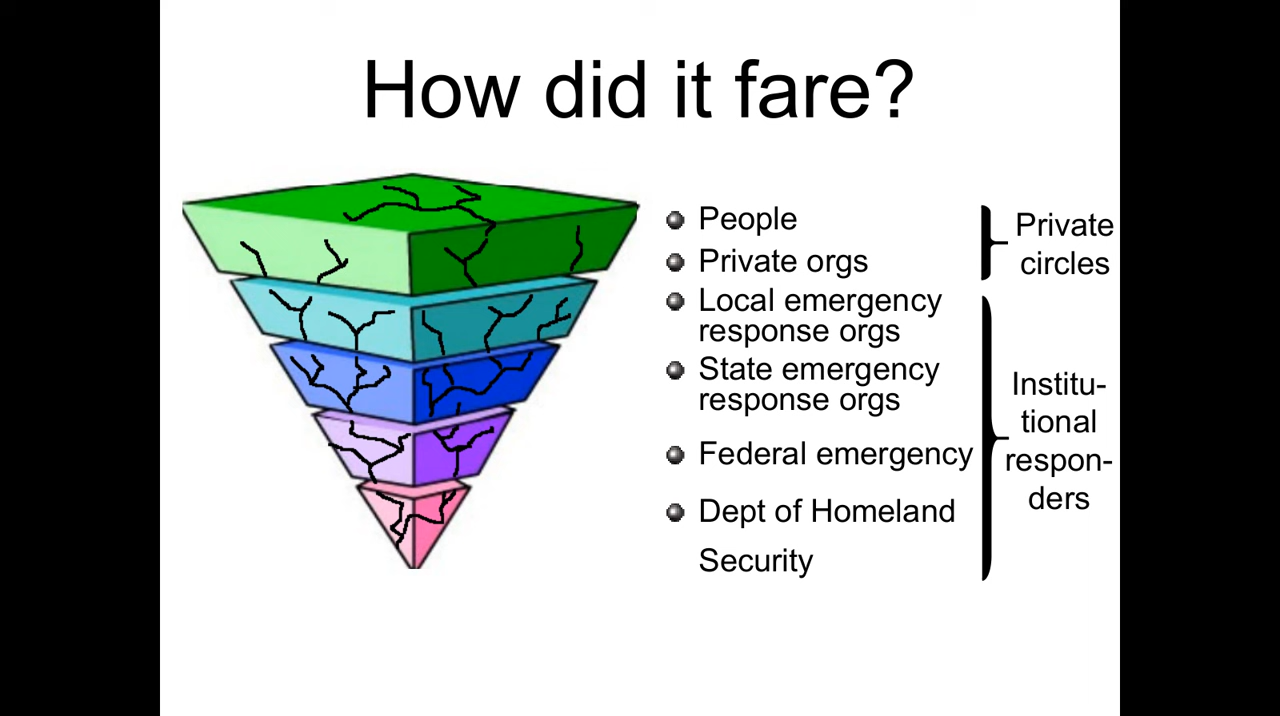 How did it fare?
People
Private orgs
Local emergency
response orgs
State emergency
response orgs
Federal emergency
Dept of Homeland
Security
Private
circles
Institu-
tional
respon-
ders